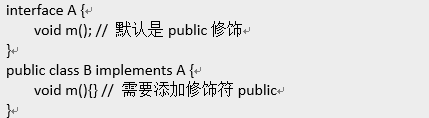 interface A {
void m(); // 默认是 public 修饰
}
public class B implements A {
void m(){} // 需要添加修饰符 public
}